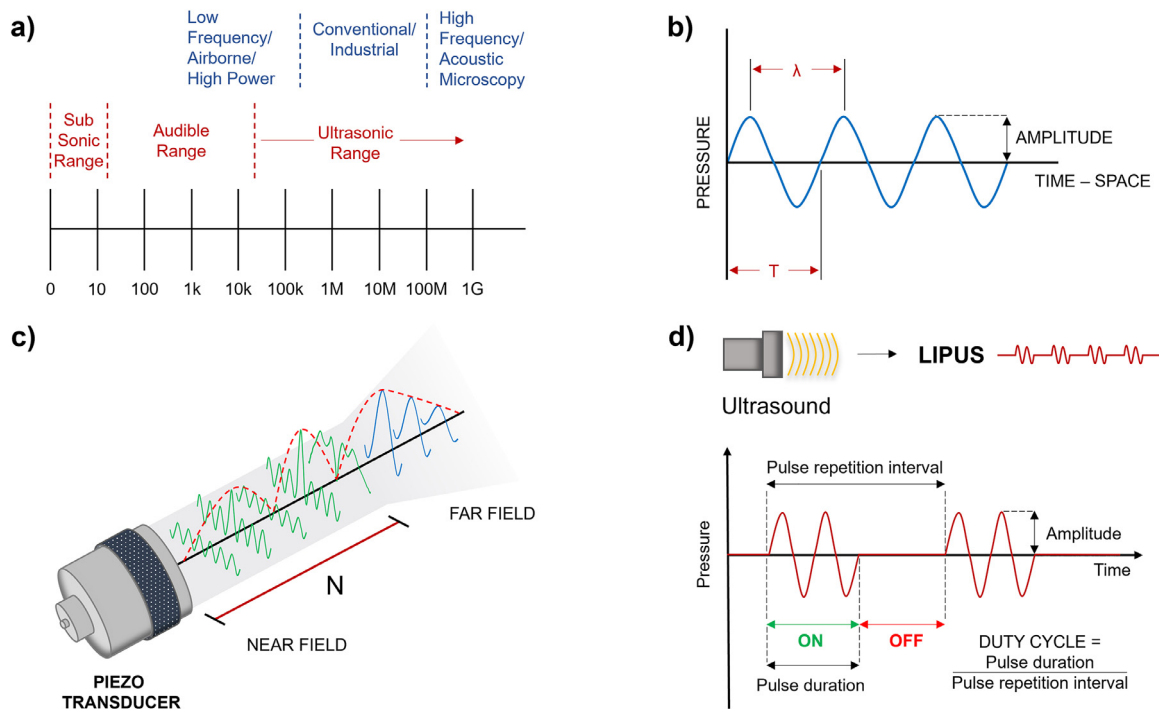 a)
Low
Frequency/
Airborne/
High Power
Conventional/
Industrial
High
Frequency/
Acoustic
Microscopy
Sub
Sonic
Range
Audible
Range
Ultrasonic
Range
0 10 100 1k 10k 100k 1M 10M 100M 1G
b)
PRESSURE
λ
AMPLITUDE
TIME – SPACE
T
c)
FAR FIELD
N
NEAR FIELD
PIEZO
TRANSDUCER
d)
LIPUS
Ultrasound
Pulse repetition interval
Pressure
Amplitude
Time
ON
OFF
Pulse duration
DUTY CYCLE =
Pulse duration
Pulse repetition interval